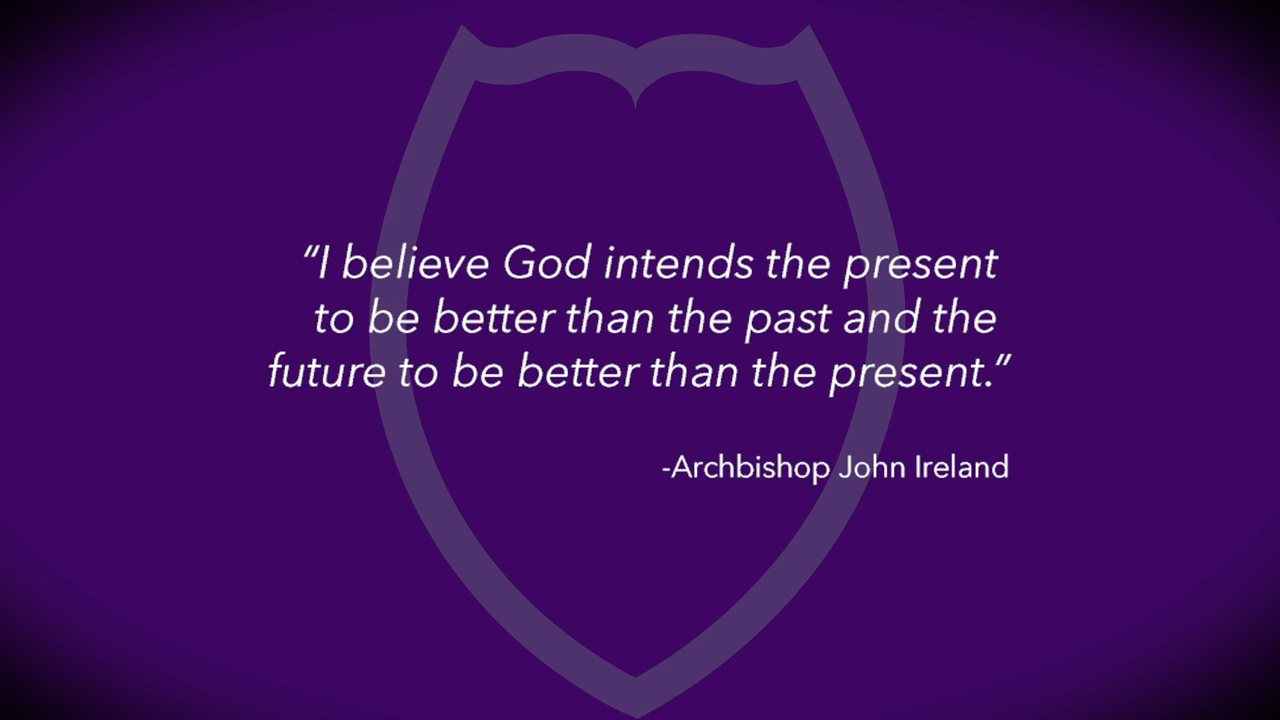 “I believe God intends the present
to be better than the past and the
future to be better than the present.”
-Archbishop John Ireland